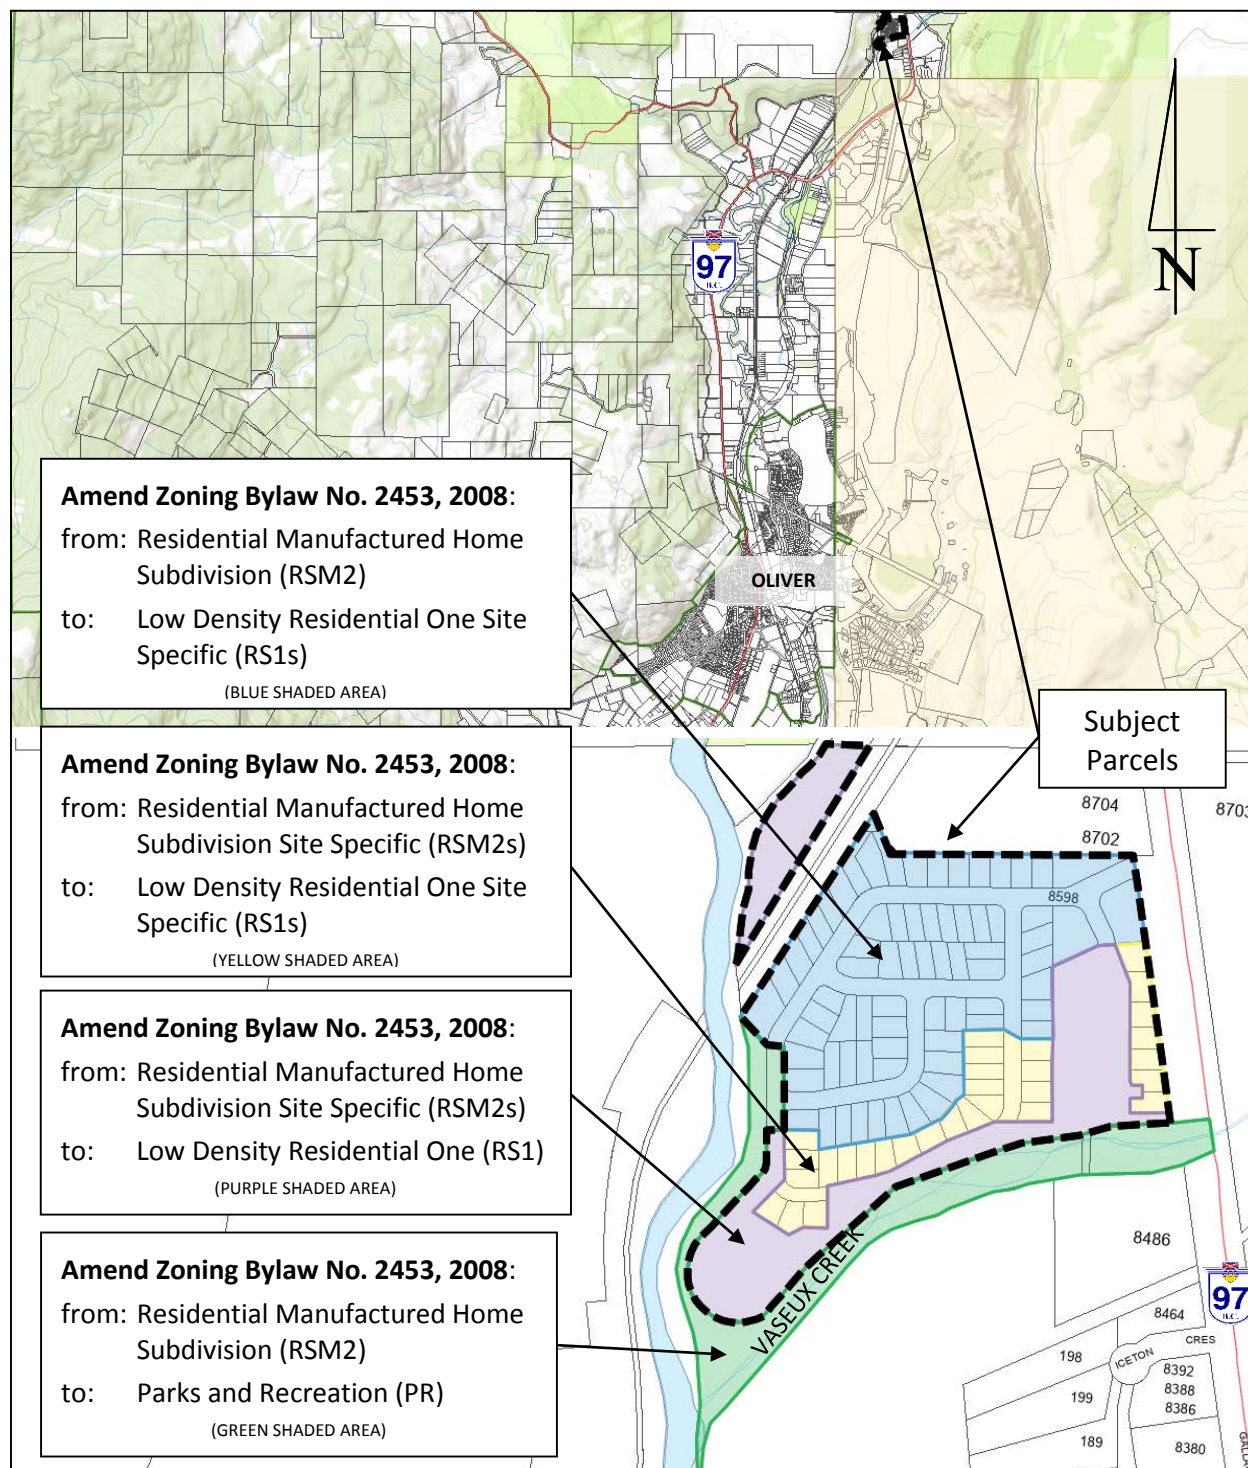 97
B.C.
N
OLIVER
Amend Zoning Bylaw No. 2453, 2008:
from: Residential Manufactured Home
Subdivision (RSM2)
to: Low Density Residential One Site
Specific (RS1s)
(BLUE SHADED AREA)
Amend Zoning Bylaw No. 2453, 2008:
from: Residential Manufactured Home
Subdivision Site Specific (RSM2s)
to: Low Density Residential One Site
Specific (RS1s)
(YELLOW SHADED AREA)
Amend Zoning Bylaw No. 2453, 2008:
from: Residential Manufactured Home
Subdivision Site Specific (RSM2s)
to: Low Density Residential One (RS1)
(PURPLE SHADED AREA)
Amend Zoning Bylaw No. 2453, 2008:
from: Residential Manufactured Home
Subdivision (RSM2)
to: Parks and Recreation (PR)
(GREEN SHADED AREA)
Subject
Parcels
8704
8703
8702
8598
VASEUX CREEK
8486
97
B.C.
8464
CRES
ICETON
198
8392
8388
199
8386
189
8380